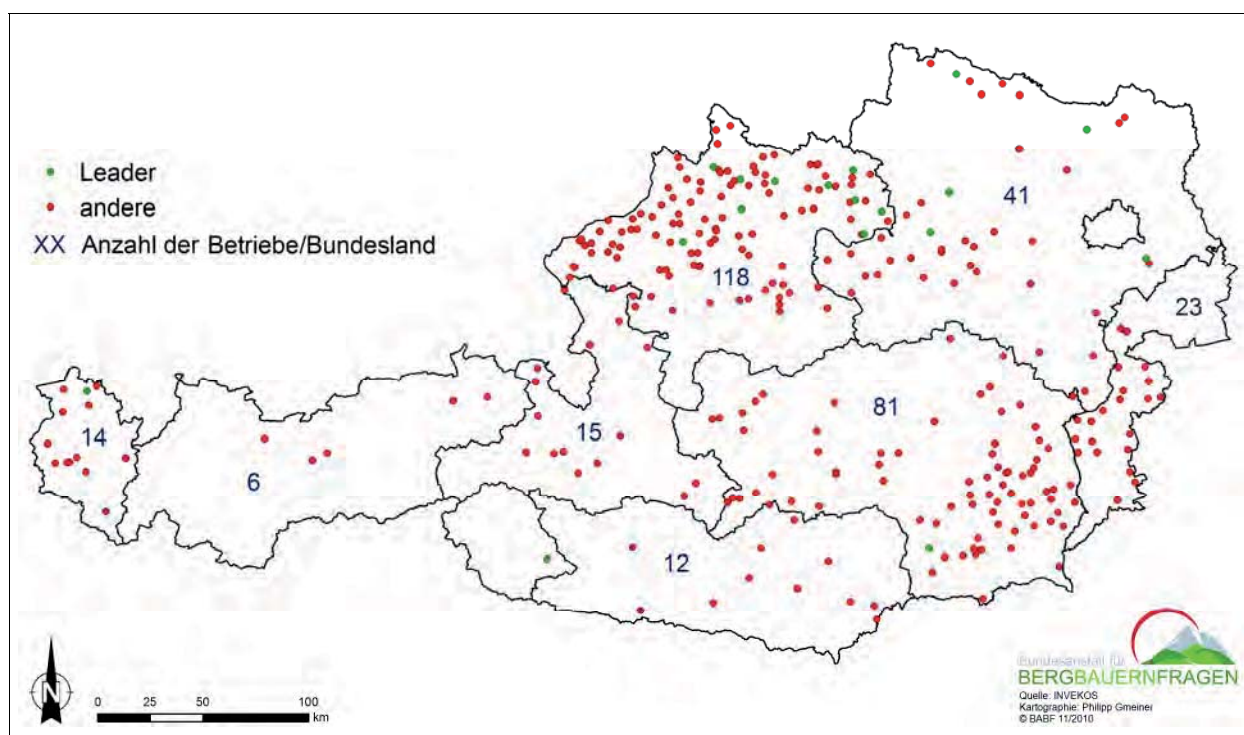 Leader
andere
XX Anzahl der Betriebe/Bundesland
41
118
23
81
14
15
6
12
N
0 25 50 100
km
Bundesanstalt für
BERGBAUERNFRAGEN
Quelle: INVEKOS
Kartographie: Philipp Gmeiner
© BABF 11/2010